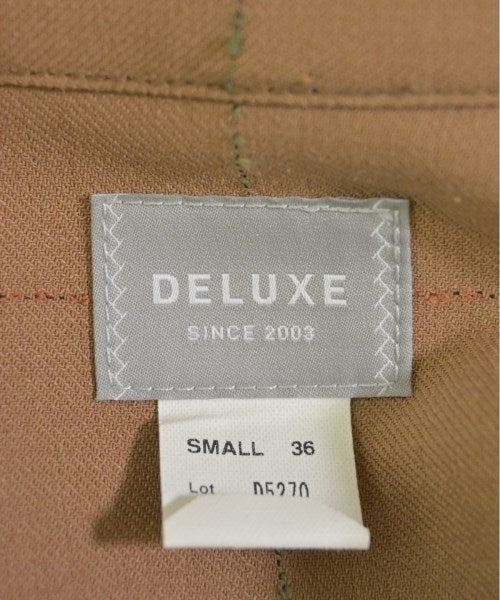 DELUXE
SINCE 2003
SMALL 36
Lot D5270